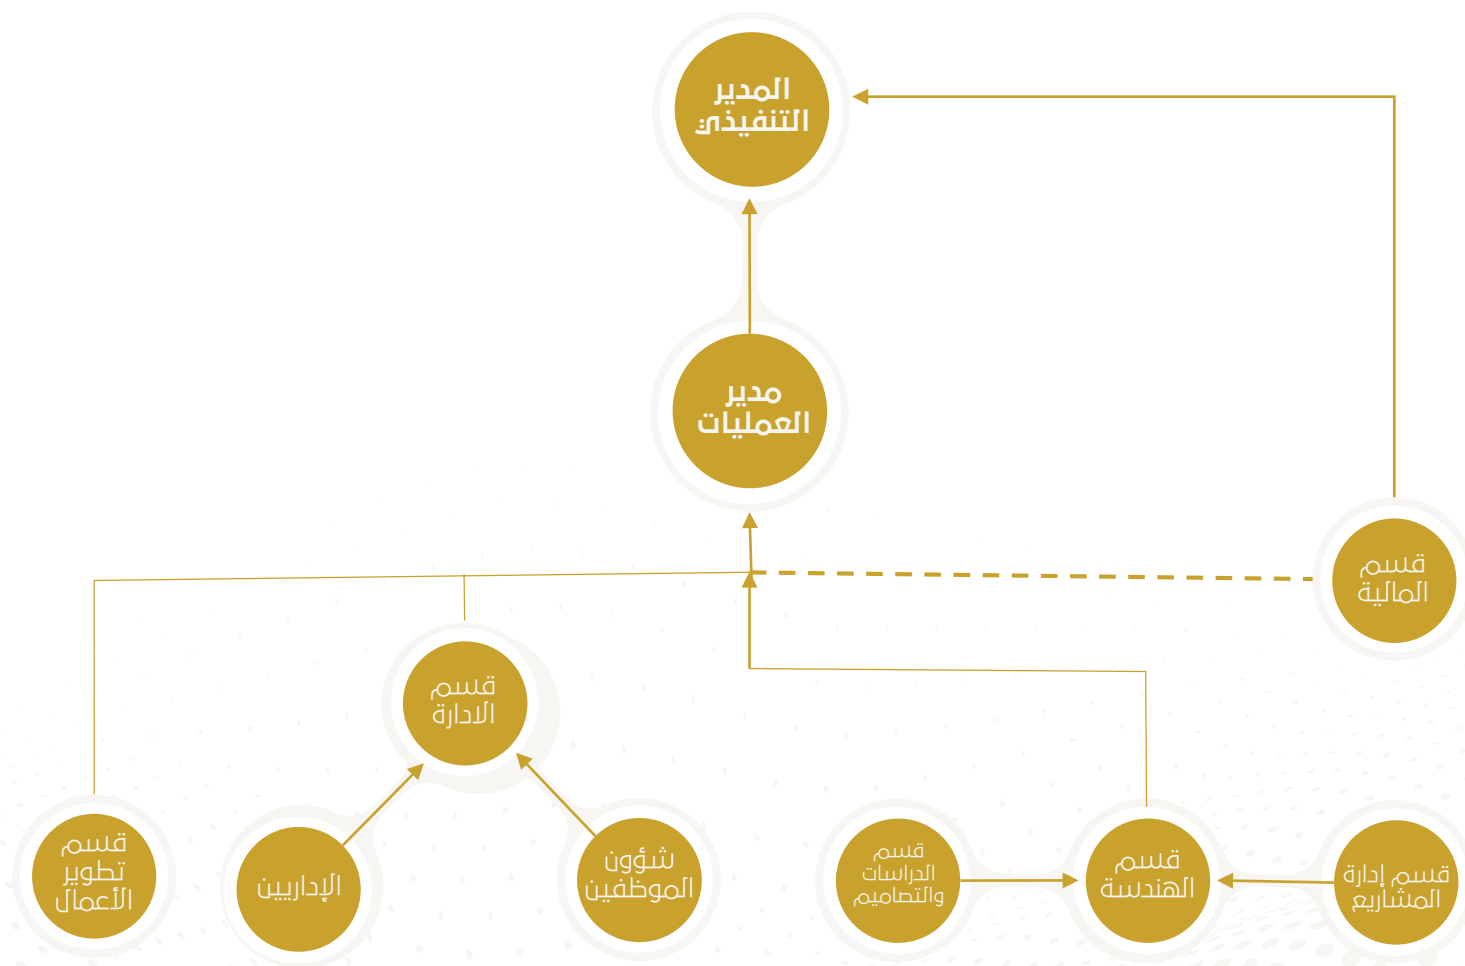 المدير
التنفيذي
مدير
العمليات
قسم
المالية
قسم
الادارة
قسم إدارة
المشاريع
قسم
الهندسة
قسم
الدراسات
والتصاميم
شؤون
الموظفين
الإداريين
قسم
تطوير
الأعمال